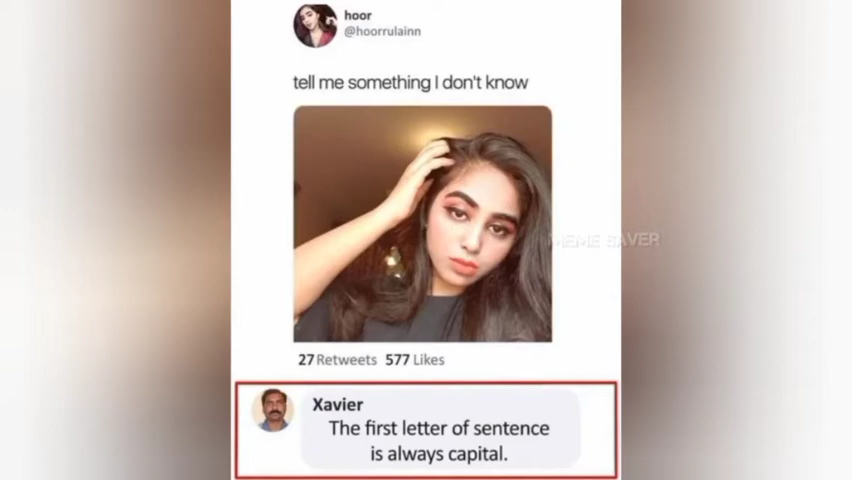 hoor
@hoorrulainn
tell me something I don't know
MEME SAVER
27 Retweets 577 Likes
Xavier
The first letter of sentence
is always capital.